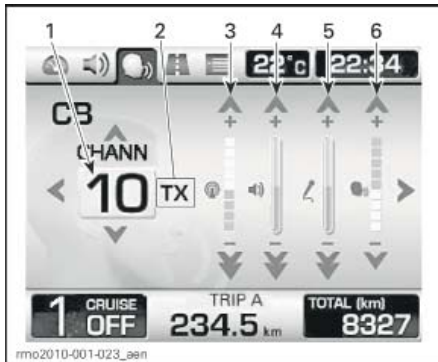 1 2 3 4 5 6
22°c 22:34
CB
CHANN
10 TX
+ + + +
- - - -
1 CRUISE OFF
TRIP A
234.5 km
TOTAL (km)
8327
rmo2010-001-023_aen